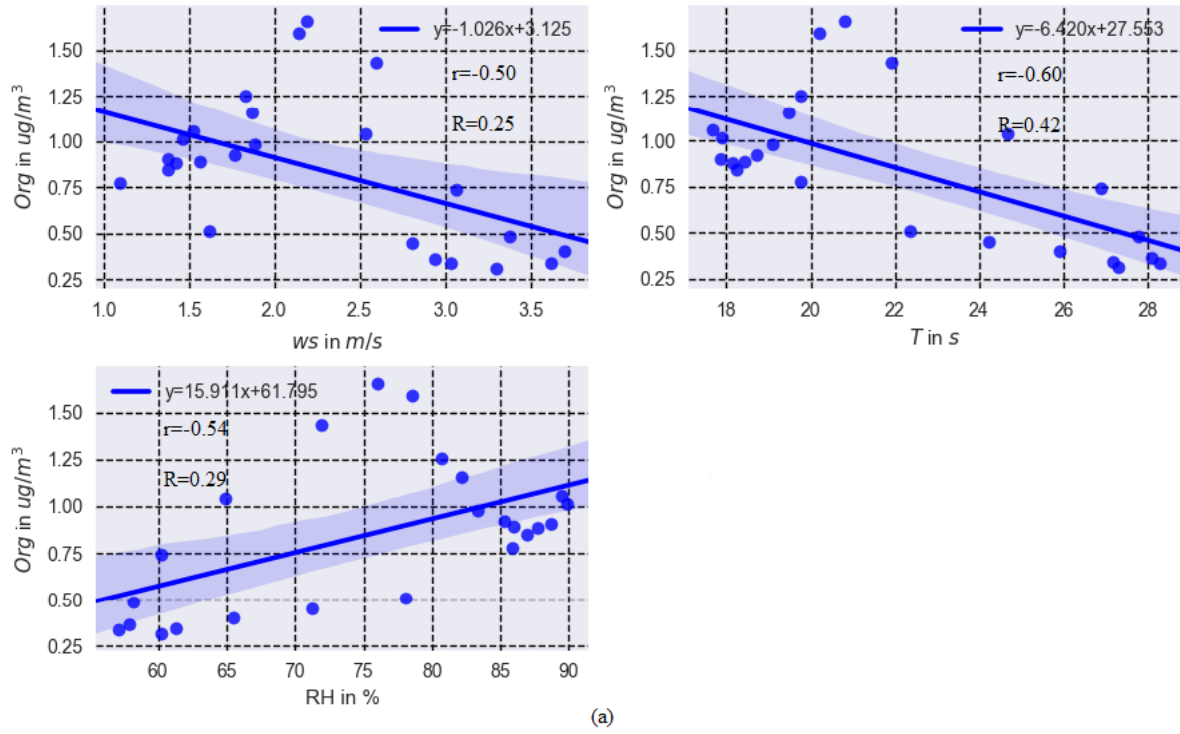 y=-1.026x+3.125
r=-0.50
R=0.25
Org in ug/m³
1.50
1.25
1.00
0.75
0.50
0.25
1.0 1.5 2.0 2.5 3.0 3.5
ws in m/s
y=-6.420x+27.553
r=-0.60
R=0.42
Org in ug/m³
1.50
1.25
1.00
0.75
0.50
0.25
18 20 22 24 26 28
T in s
y=15.911x+61.795
r=-0.54
R=0.29
Org in ug/m³
1.50
1.25
1.00
0.75
0.50
0.25
60 65 70 75 80 85 90
RH in %
(a)